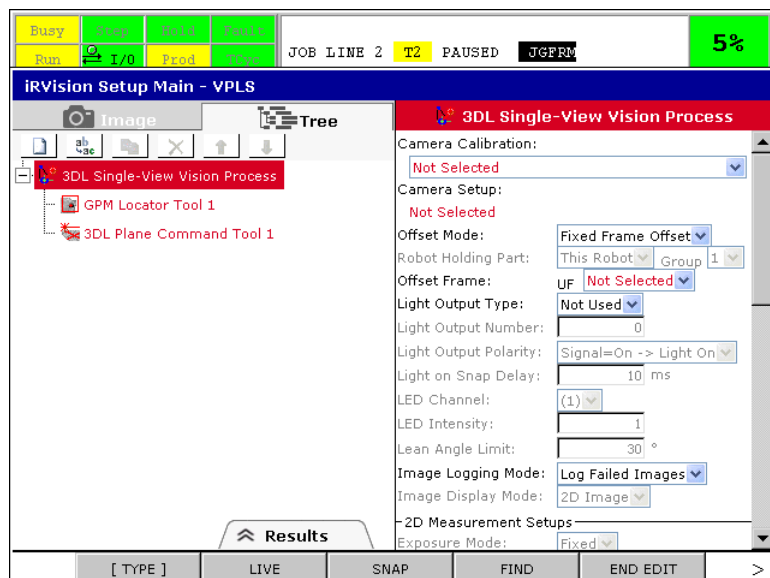 Busy Step Hold Fault
Run I/O Prod TCyc
JOB LINE 2 T2 PAUSED JGFRM
5%
iRVision Setup Main - VPLS
Image Tree
3DL Single-View Vision Process
GPM Locator Tool 1
3DL Plane Command Tool 1
Results
3DL Single-View Vision Process
Camera Calibration:
Not Selected
Camera Setup:
Not Selected
Offset Mode: Fixed Frame Offset
Robot Holding Part: This Robot Group 1
Offset Frame: UF Not Selected
Light Output Type: Not Used
Light Output Number: 0
Light Output Polarity: Signal=On -> Light On
Light on Snap Delay: 10 ms
LED Channel: (1)
LED Intensity: 1
Lean Angle Limit: 30 °
Image Logging Mode: Log Failed Images
Image Display Mode: 2D Image
2D Measurement Setups
Exposure Mode: Fixed
[ TYPE ] LIVE SNAP FIND END EDIT >